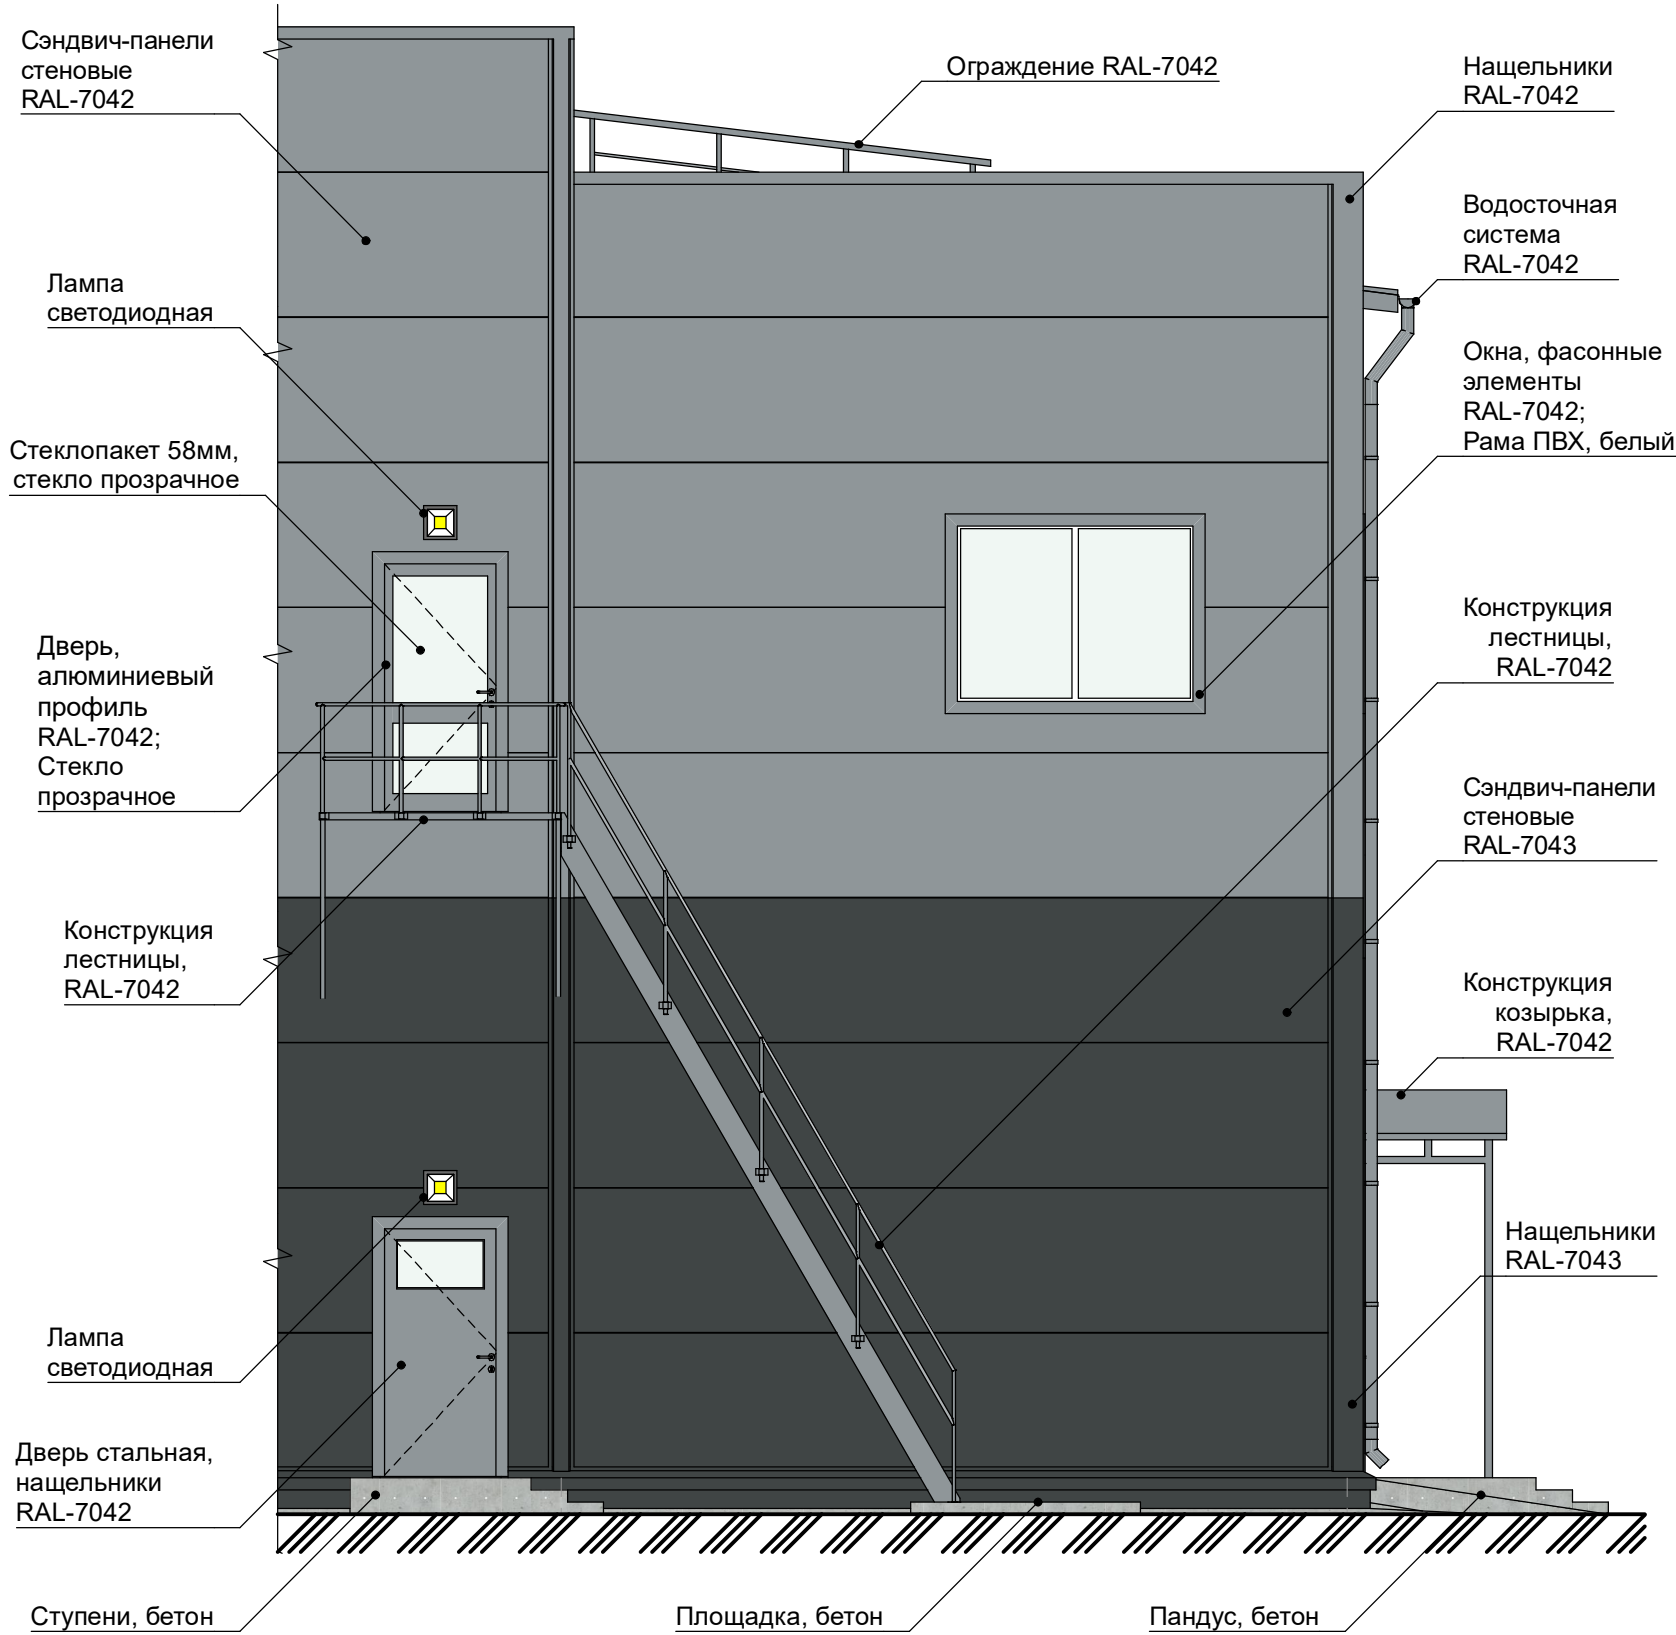 Сэндвич-панели
стеновые
RAL-7042
Ограждение RAL-7042
Нащельники
RAL-7042
Водосточная
система
RAL-7042
Лампа
светодиодная
Окна, фасонные
элементы
RAL-7042;
Рама ПВХ, белый
Стеклопакет 58мм,
стекло прозрачное
Конструкция
лестницы,
RAL-7042
Дверь,
алюминиевый
профиль
RAL-7042;
Стекло
прозрачное
Сэндвич-панели
стеновые
RAL-7043
Конструкция
лестницы,
RAL-7042
Конструкция
козырька,
RAL-7042
Нащельники
RAL-7043
Лампа
светодиодная
Дверь стальная,
нащельники
RAL-7042
Ступени, бетон
Площадка, бетон
Пандус, бетон